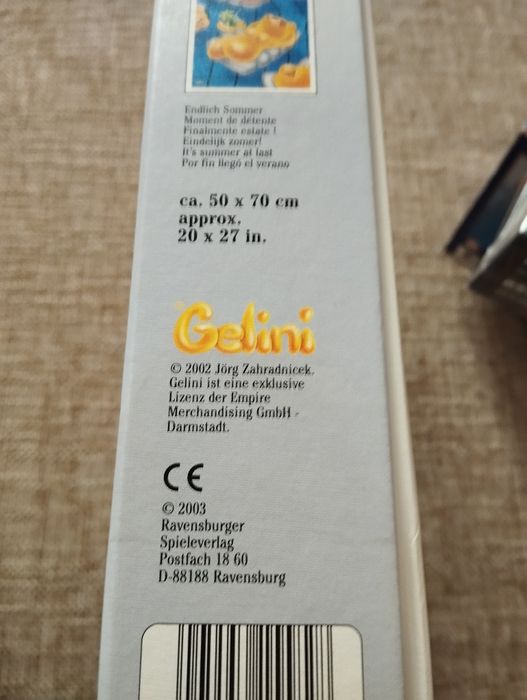 Endlich Sommer
Moment de détente
Finalmente estate !
Eindelijk zomer!
It's summer at last
Por fin llegó el verano
ca. 50 x 70 cm
approx.
20 x 27 in.
Gelini
© 2002 Jörg Zahradnicek.
Gelini ist eine exklusive
Lizenz der Empire
Merchandising GmbH -
Darmstadt.
CE
© 2003
Ravensburger
Spieleverlag
Postfach 18 60
D-88188 Ravensburg